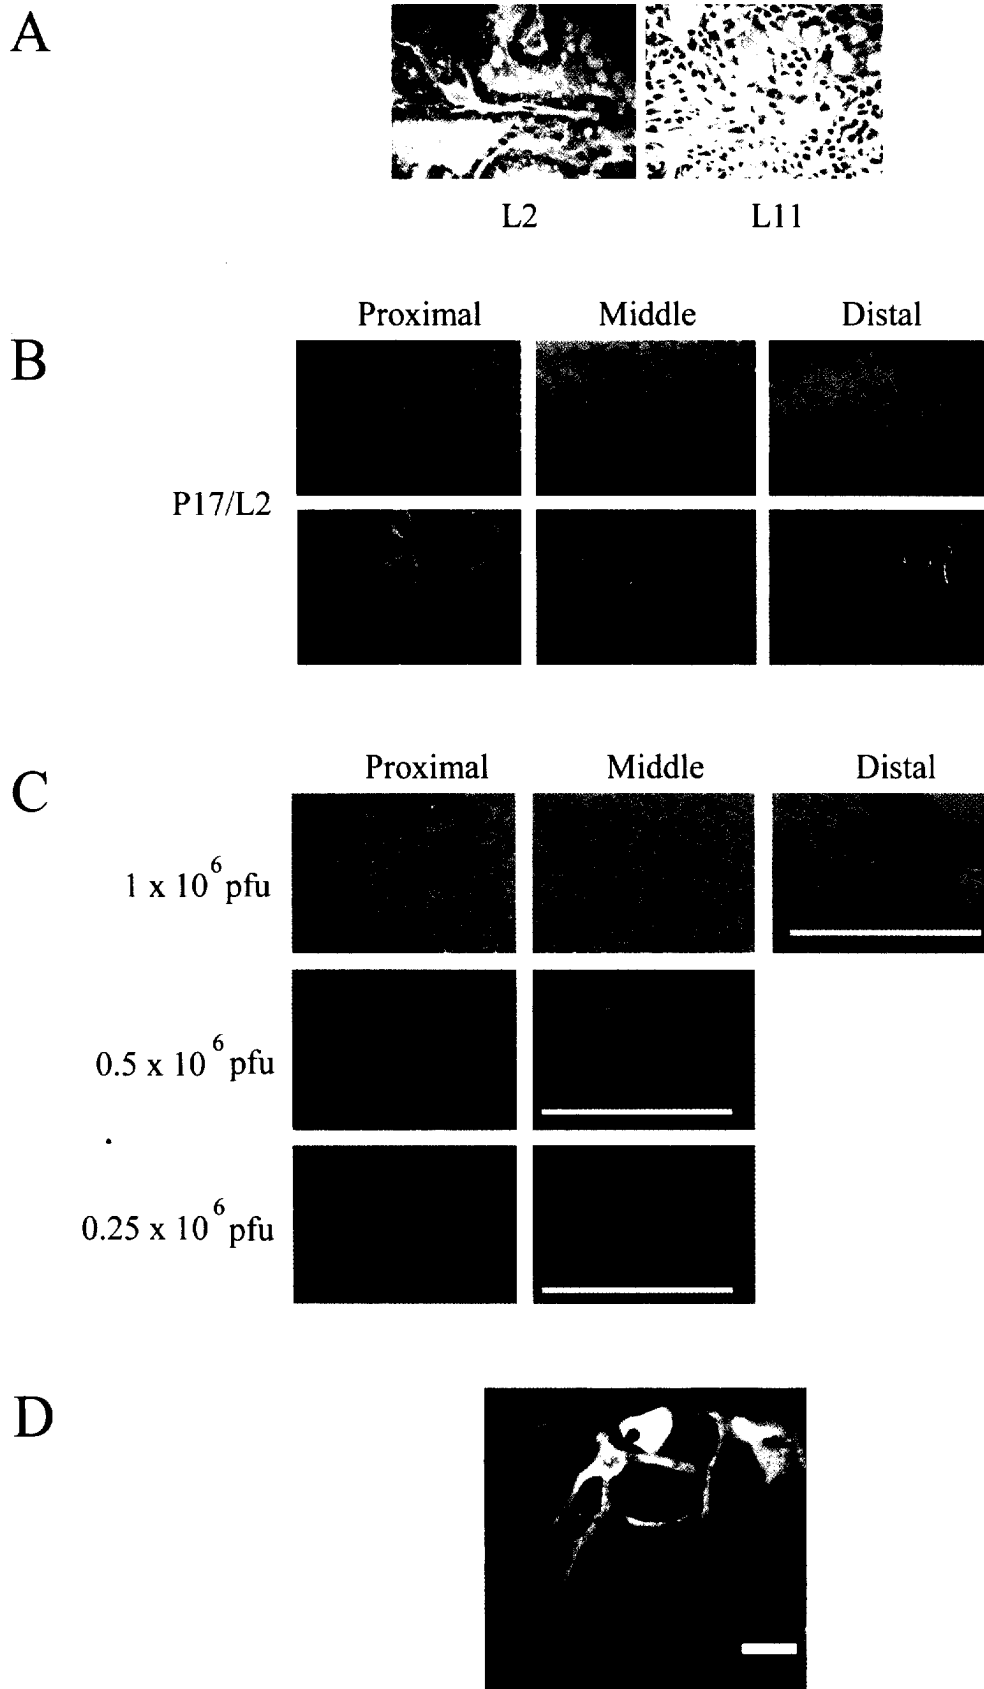 A
L2 L11
Proximal Middle Distal
B
P17/L2
Proximal Middle Distal
C
1 x 10^6 pfu
0.5 x 10^6 pfu
0.25 x 10^6 pfu
D